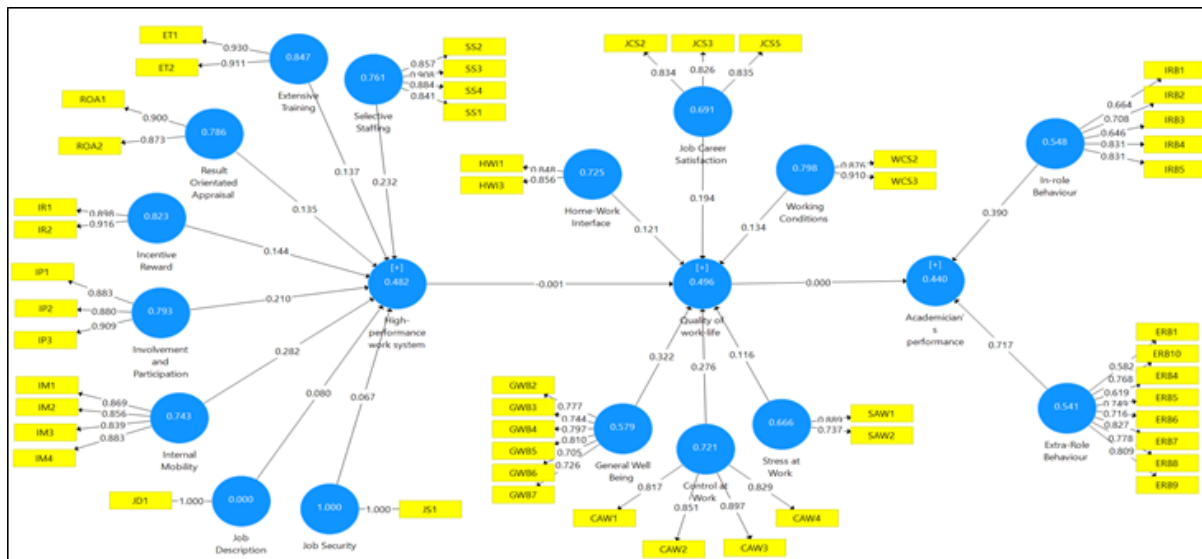 ET1
0.930
ET2
0.911
0.847
Extensive
Training
0.137
SS2
SS3
SS4
SS1
0.857
0.908
0.884
0.841
0.761
Selective
Staffing
0.232
ROA1
0.900
ROA2
0.873
0.786
Result
Orientated
Appraisal
0.135
IR1
IR2
0.898
0.916
0.823
Incentive
Reward
0.144
IP1
IP2
IP3
0.883
0.880
0.909
0.793
Involvement and
Participation
0.210
IM1
IM2
IM3
IM4
0.869
0.856
0.839
0.883
0.743
Internal
Mobility
0.282
JD1
1.000
0.000
Job
Description
0.080
1.000
Job Security
1.000
JS1
0.067
[+]
0.482
High-
performance
work system
-0.001
JCS2
JCS3
JCS5
0.834
0.826
0.835
0.691
Job Career
Satisfaction
0.194
HWI1
HWI3
0.848
0.856
0.725
Home-Work
Interface
0.121
0.798
Working
Conditions
0.876
0.910
WCS2
WCS3
0.134
[+]
0.496
Quality of
work-life
0.000
GWB2
GWB3
GWB4
GWB5
GWB6
GWB7
0.777
0.744
0.797
0.810
0.705
0.726
0.579
General Well
Being
0.322
0.721
Control at
Work
0.276
0.817
0.851
0.897
0.829
CAW1
CAW2
CAW3
CAW4
0.666
Stress at
Work
0.116
0.889
0.737
SAW1
SAW2
IRB1
IRB2
IRB3
IRB4
IRB5
0.664
0.708
0.646
0.831
0.831
0.548
In-role
Behaviour
0.390
[+]
0.440
Academician'
s
performance
0.717
0.541
Extra-Role
Behaviour
ERB1
ERB10
ERB4
ERB5
ERB6
ERB7
ERB8
ERB9
0.582
0.768
0.619
0.749
0.716
0.827
0.778
0.809